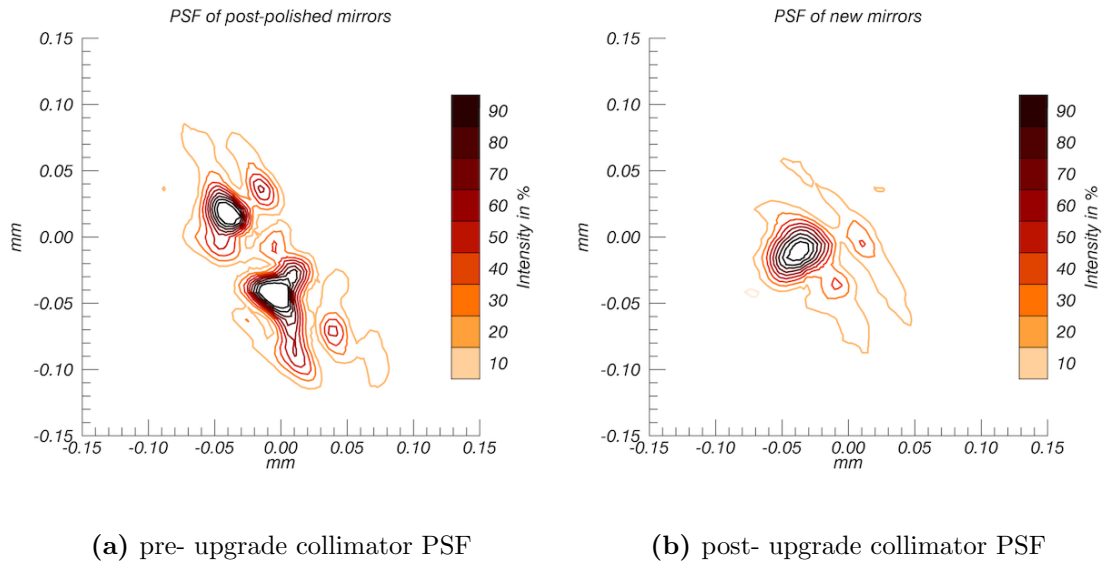 PSF of post-polished mirrors
0.15
0.10
0.05
0.00
-0.05
-0.10
-0.15
mm
-0.15 -0.10 -0.05 0.00 0.05 0.10 0.15
mm
90
80
70
60
50
40
30
20
10
Intensity in %
PSF of new mirrors
0.15
0.10
0.05
0.00
-0.05
-0.10
-0.15
mm
-0.15 -0.10 -0.05 0.00 0.05 0.10 0.15
mm
90
80
70
60
50
40
30
20
10
Intensity in %
(a) pre- upgrade collimator PSF
(b) post- upgrade collimator PSF